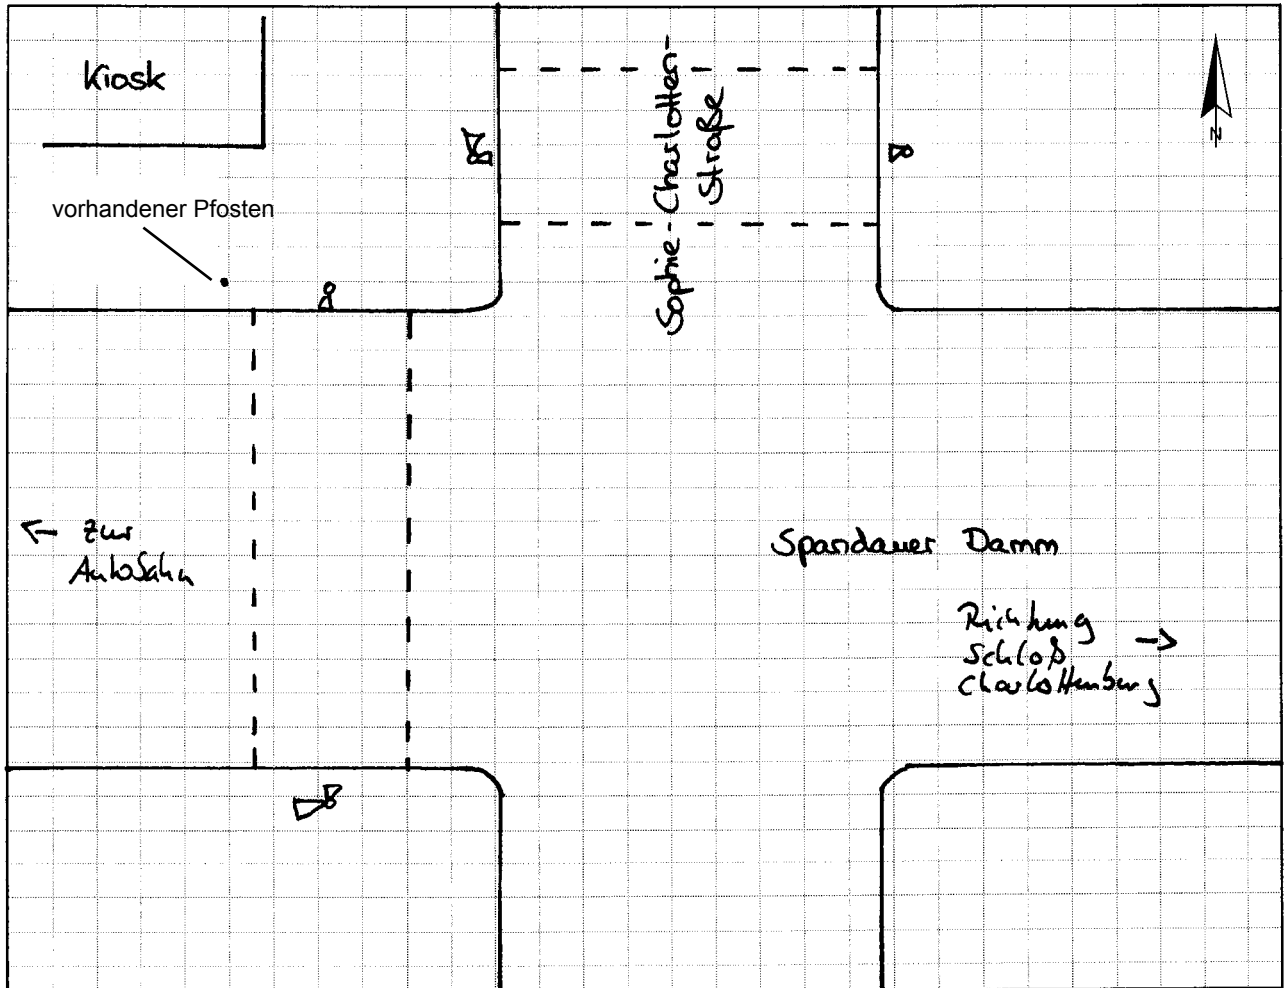 Kiosk
Sophie-Charlotten-
Straße
N
vorhandener Pfosten
← zur
Autobahn
Spandauer Damm
Richtung
Schloß →
Charlottenburg